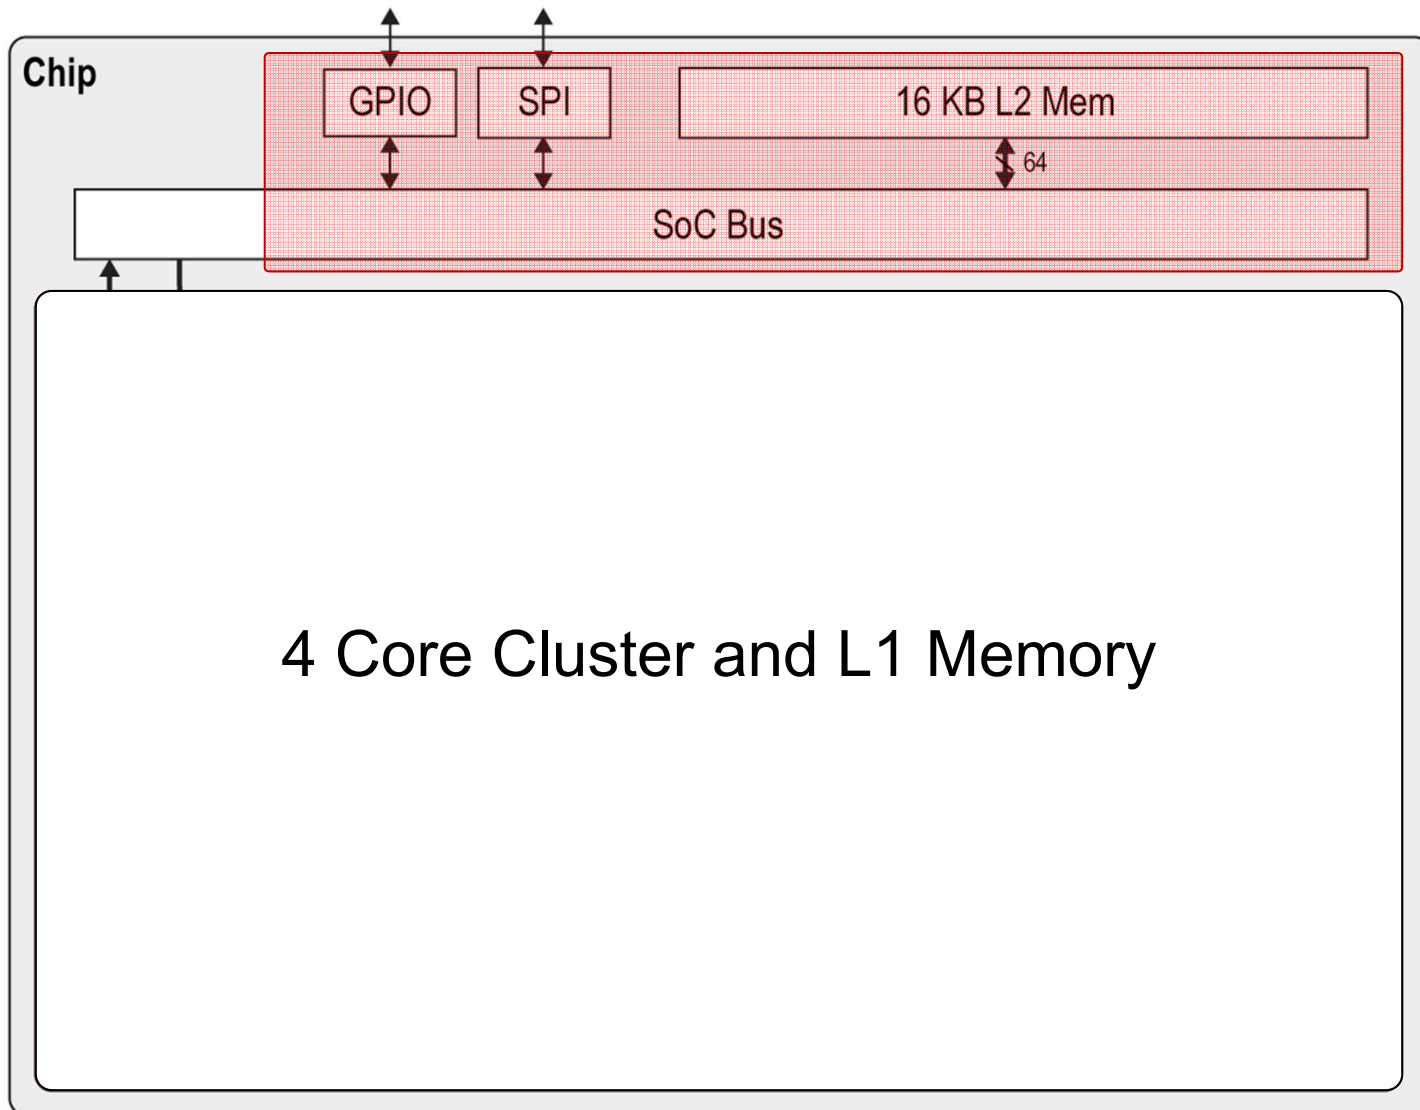 Chip
GPIO
SPI
16 KB L2 Mem
64
SoC Bus
4 Core Cluster and L1 Memory